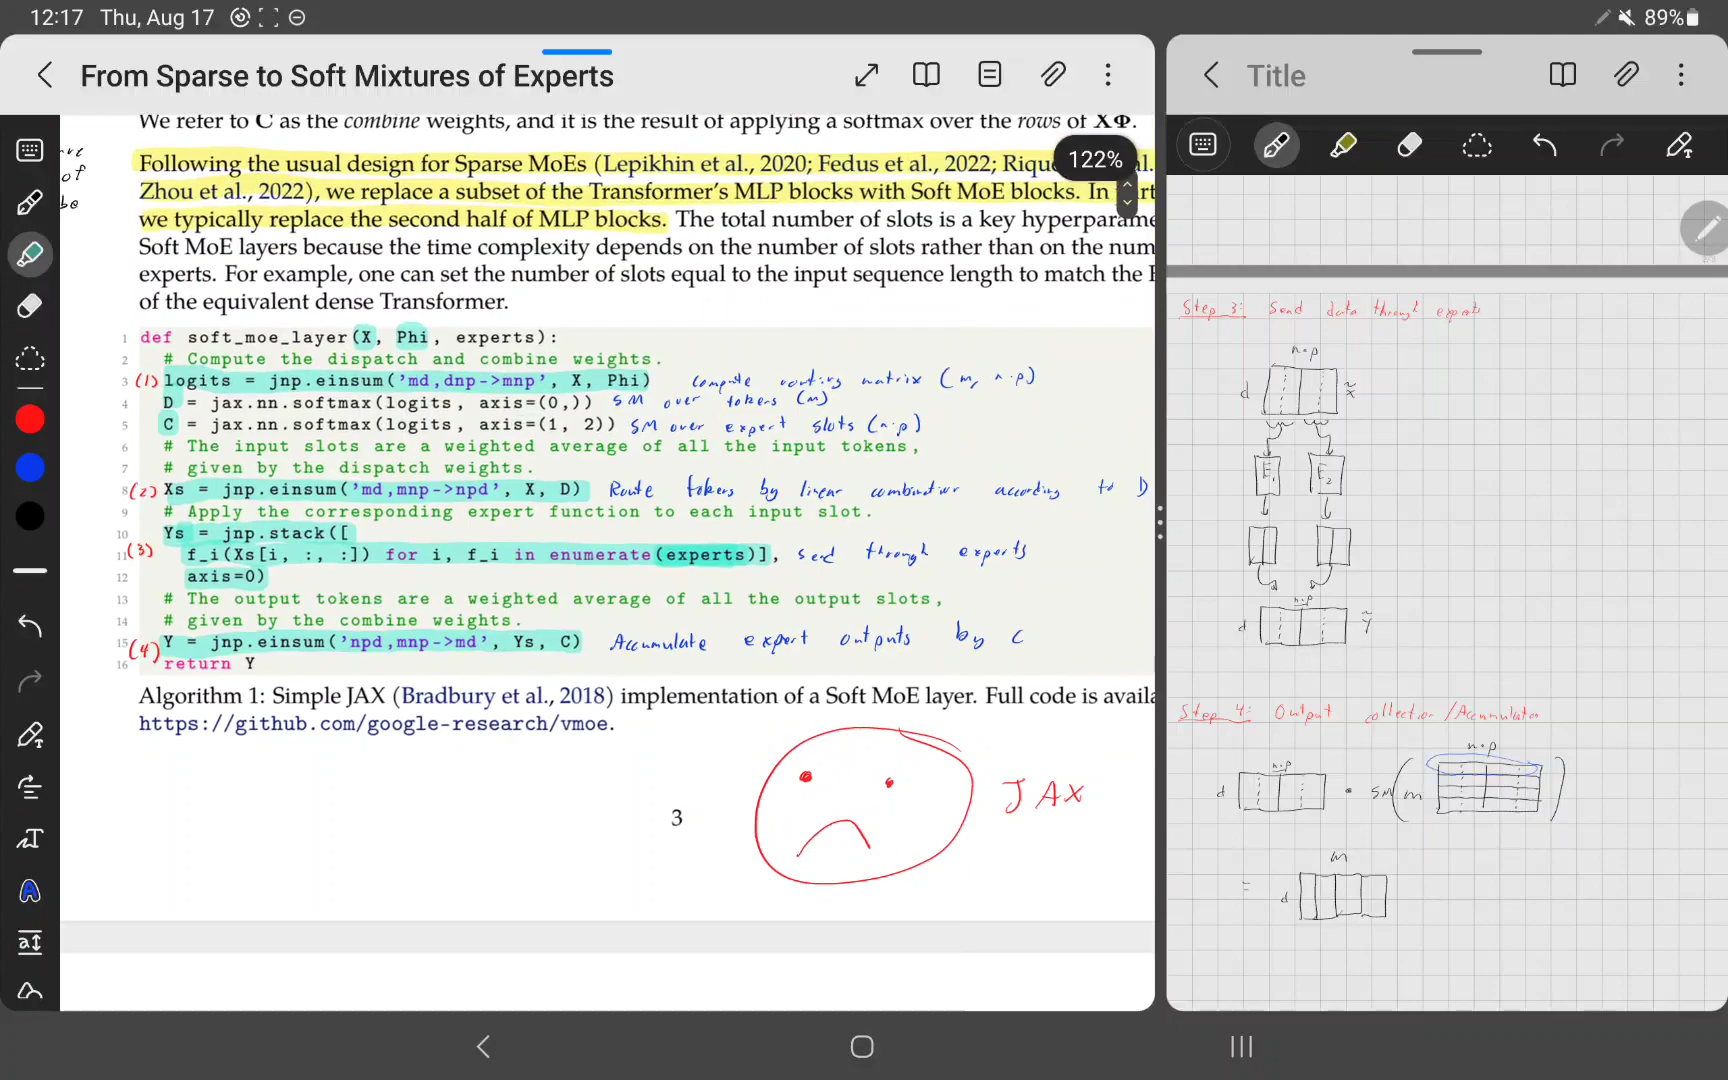 12:17 Thu, Aug 17
89%
From Sparse to Soft Mixtures of Experts
We refer to C as the combine weights, and it is the result of applying a softmax over the rows of XΦ.
Following the usual design for Sparse MoEs (Lepikhin et al., 2020; Fedus et al., 2022; Rique al.
122%
Zhou et al., 2022), we replace a subset of the Transformer's MLP blocks with Soft MoE blocks. In part
we typically replace the second half of MLP blocks. The total number of slots is a key hyperparame
Soft MoE layers because the time complexity depends on the number of slots rather than on the num
experts. For example, one can set the number of slots equal to the input sequence length to match the F
of the equivalent dense Transformer.
of
be
1 def soft_moe_layer(X, Phi, experts):
2 # Compute the dispatch and combine weights.
(1) 3 logits = jnp.einsum('md,dnp->mnp', X, Phi) compute routing matrix (m, n·p)
4 D = jax.nn.softmax(logits, axis=(0,)) SM over tokens (m)
5 C = jax.nn.softmax(logits, axis=(1, 2)) SM over expert slots (n·p)
6 # The input slots are a weighted average of all the input tokens,
7 # given by the dispatch weights.
8 (2) Xs = jnp.einsum('md,mnp->npd', X, D) Route tokens by linear combination according to D
9 # Apply the corresponding expert function to each input slot.
10 Ys = jnp.stack([
(3) 11 f_i(Xs[i, :, :]) for i, f_i in enumerate(experts)], send through experts
12 axis=0)
13 # The output tokens are a weighted average of all the output slots,
14 # given by the combine weights.
15 (4) Y = jnp.einsum('npd,mnp->md', Ys, C) Accumulate expert outputs by C
16 return Y
Algorithm 1: Simple JAX (Bradbury et al., 2018) implementation of a Soft MoE layer. Full code is availa
https://github.com/google-research/vmoe.
JAX
3
Title
Step 3: Send data through experts
n·p
d X̃
E₁ E₂
n·p
d Ỹ
Step 4: Output collection/Accumulator
n·p
n·p
d · SM( m )
m
= d